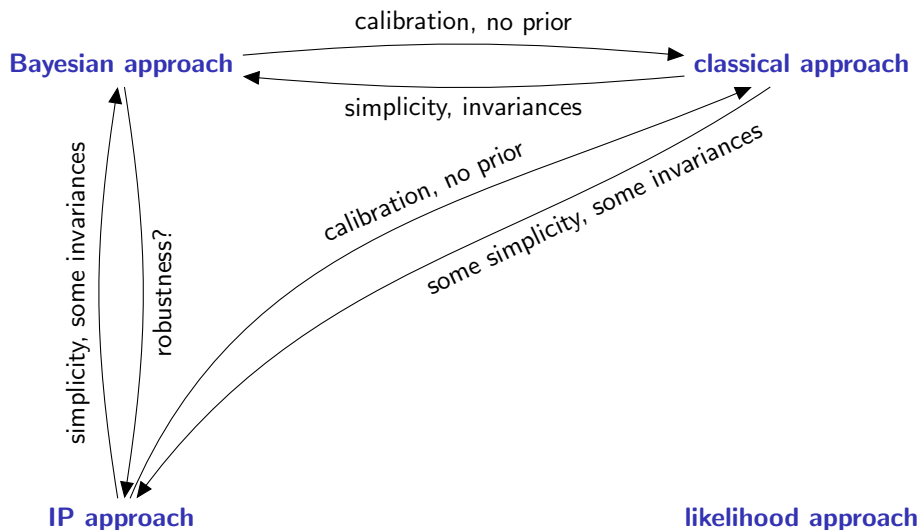 calibration, no prior
Bayesian approach
classical approach
simplicity, invariances
calibration, no prior
some simplicity, some invariances
simplicity, some invariances
robustness?
IP approach
likelihood approach